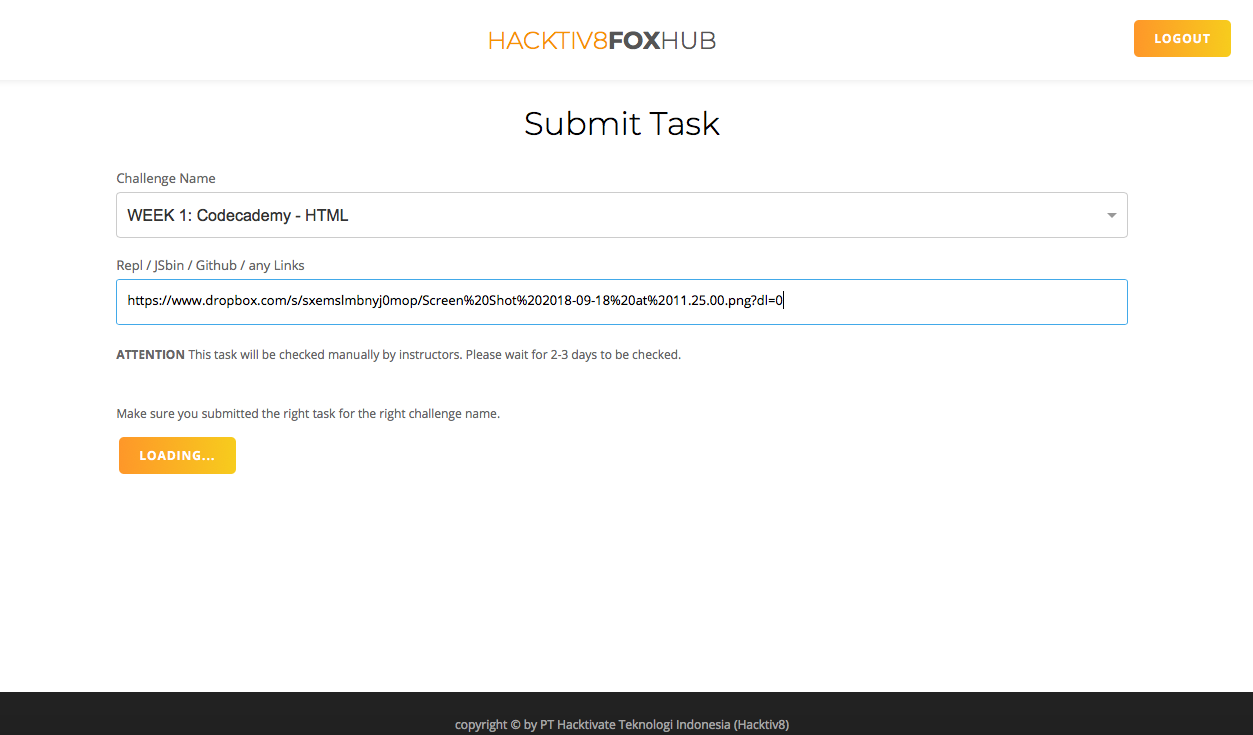 HACKTIV8FOXHUB
LOGOUT
Submit Task
Challenge Name
WEEK 1: Codecademy - HTML
Repl / JSbin / Github / any Links
https://www.dropbox.com/s/sxemslmbnyj0mop/Screen%20Shot%202018-09-18%20at%2011.25.00.png?dl=0
ATTENTION This task will be checked manually by instructors. Please wait for 2-3 days to be checked.
Make sure you submitted the right task for the right challenge name.
LOADING...
copyright © by PT Hacktivate Teknologi Indonesia (Hacktiv8)